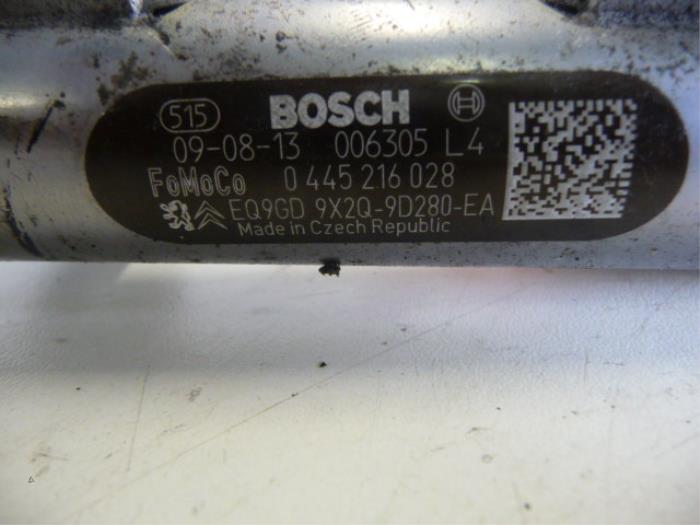 515 BOSCH
09-08-13 006305 L4
FoMoCo 0 445 216 028
EQ9GD 9X2Q-9D280-EA
Made in Czech Republic